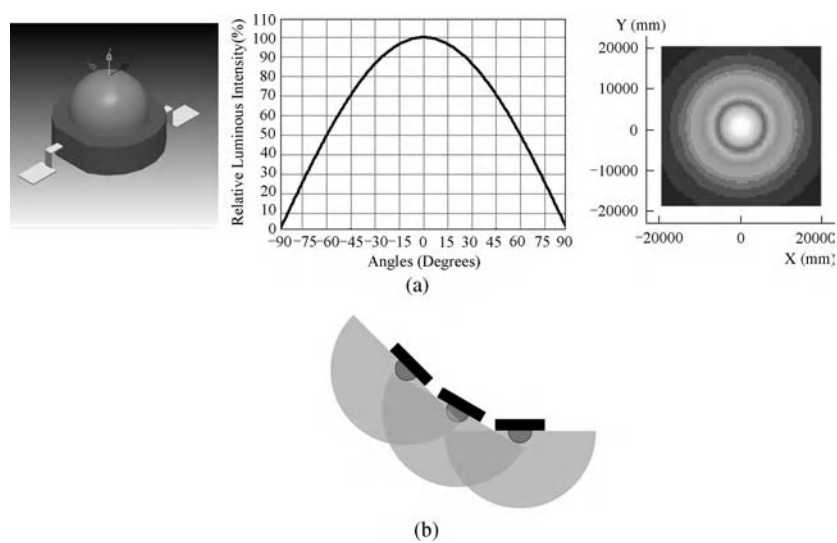 Relative Luminous Intensity(%)
110
100
90
80
70
60
50
40
30
20
10
0
−90 −75 −60 −45 −30 −15 0 15 30 45 60 75 90
Angles (Degrees)
Y (mm)
20000
10000
0
−10000
−20000
−20000 0 20000
X (mm)
(a)
(b)